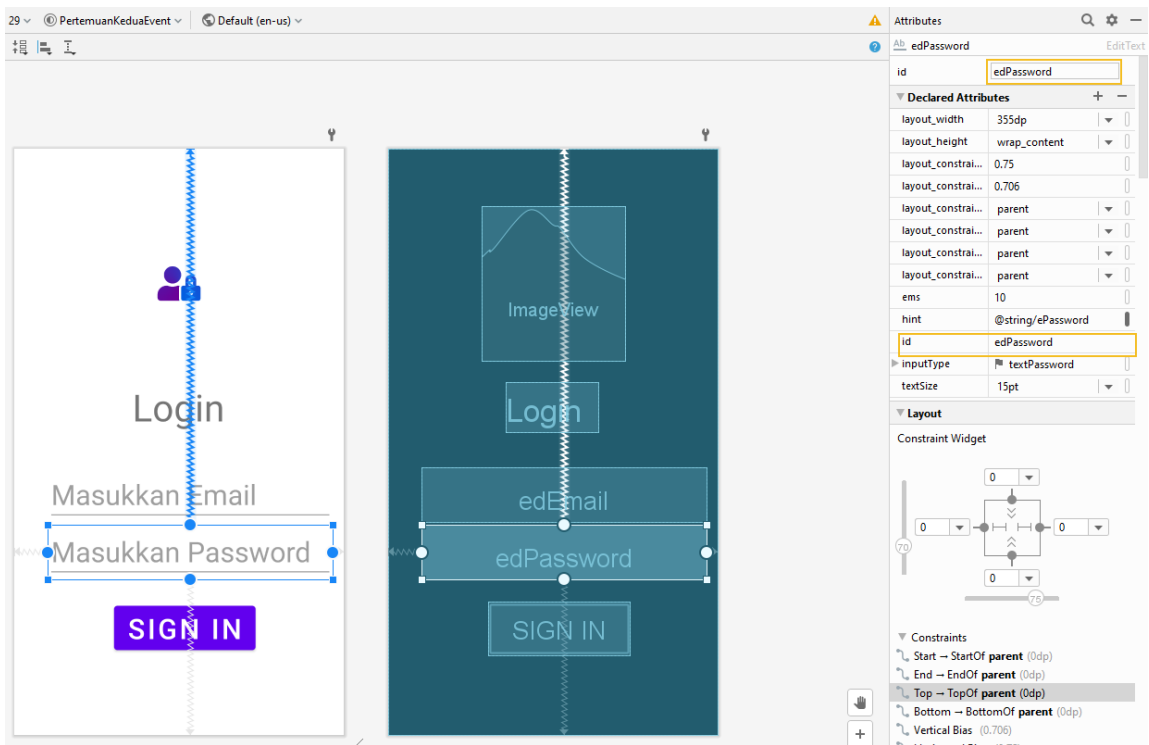 29 PertemuanKeduaEvent Default (en-us)
Attributes
Ab edPassword EditText
id edPassword
Declared Attributes
layout_width 355dp
layout_height wrap_content
layout_constrai... 0.75
layout_constrai... 0.706
layout_constrai... parent
layout_constrai... parent
layout_constrai... parent
layout_constrai... parent
ems 10
hint @string/ePassword
id edPassword
inputType textPassword
textSize 15pt
Layout
Constraint Widget
0
0 0
70
0
75
Constraints
Start → StartOf parent (0dp)
End → EndOf parent (0dp)
Top → TopOf parent (0dp)
Bottom → BottomOf parent (0dp)
Vertical Bias (0.706)
Login
Masukkan Email
Masukkan Password
SIGN IN
ImageView
Login
edEmail
edPassword
SIGN IN